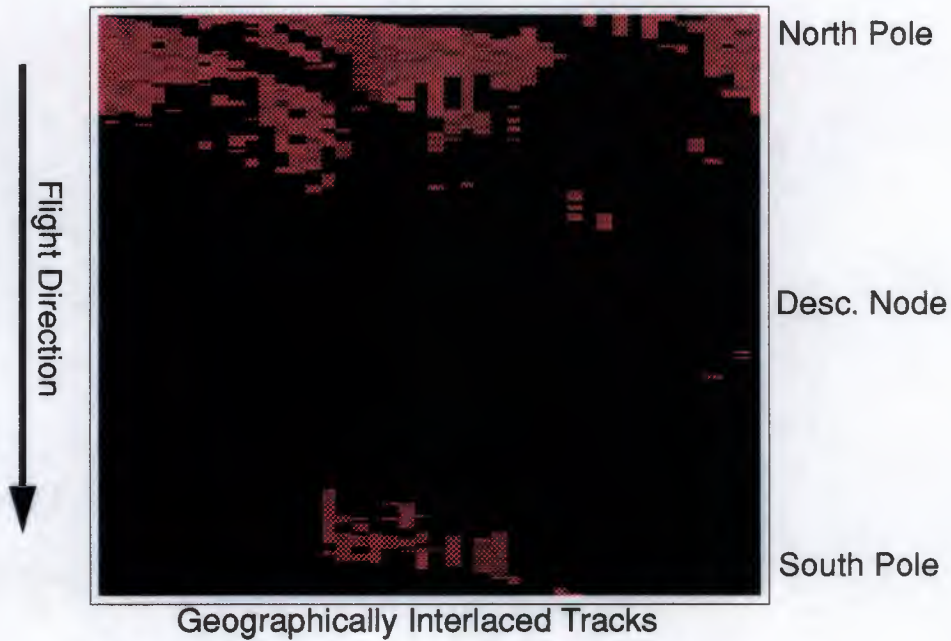 North Pole
Flight Direction
Desc. Node
South Pole
Geographically Interlaced Tracks